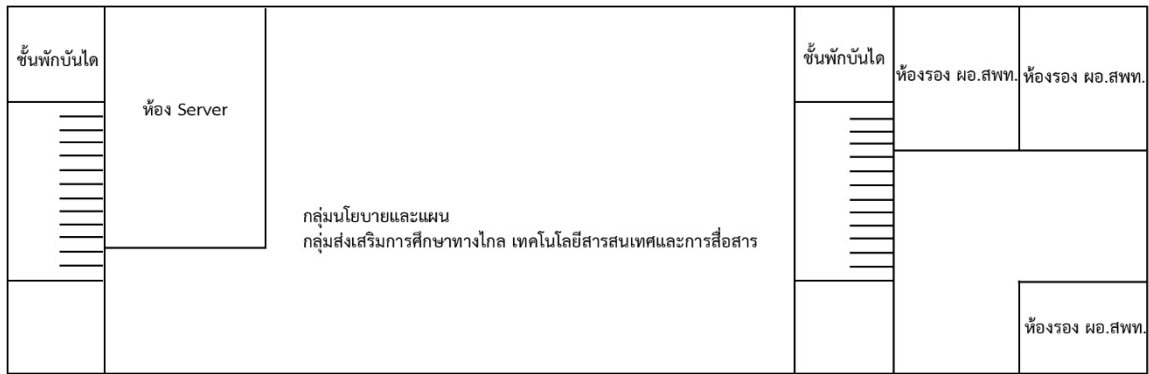 ชั้นพักบันได
ห้อง Server
กลุ่มนโยบายและแผน
กลุ่มส่งเสริมการศึกษาทางไกล เทคโนโลยีสารสนเทศและการสื่อสาร
ชั้นพักบันได
ห้องรอง ผอ.สพท.
ห้องรอง ผอ.สพท.
ห้องรอง ผอ.สพท.